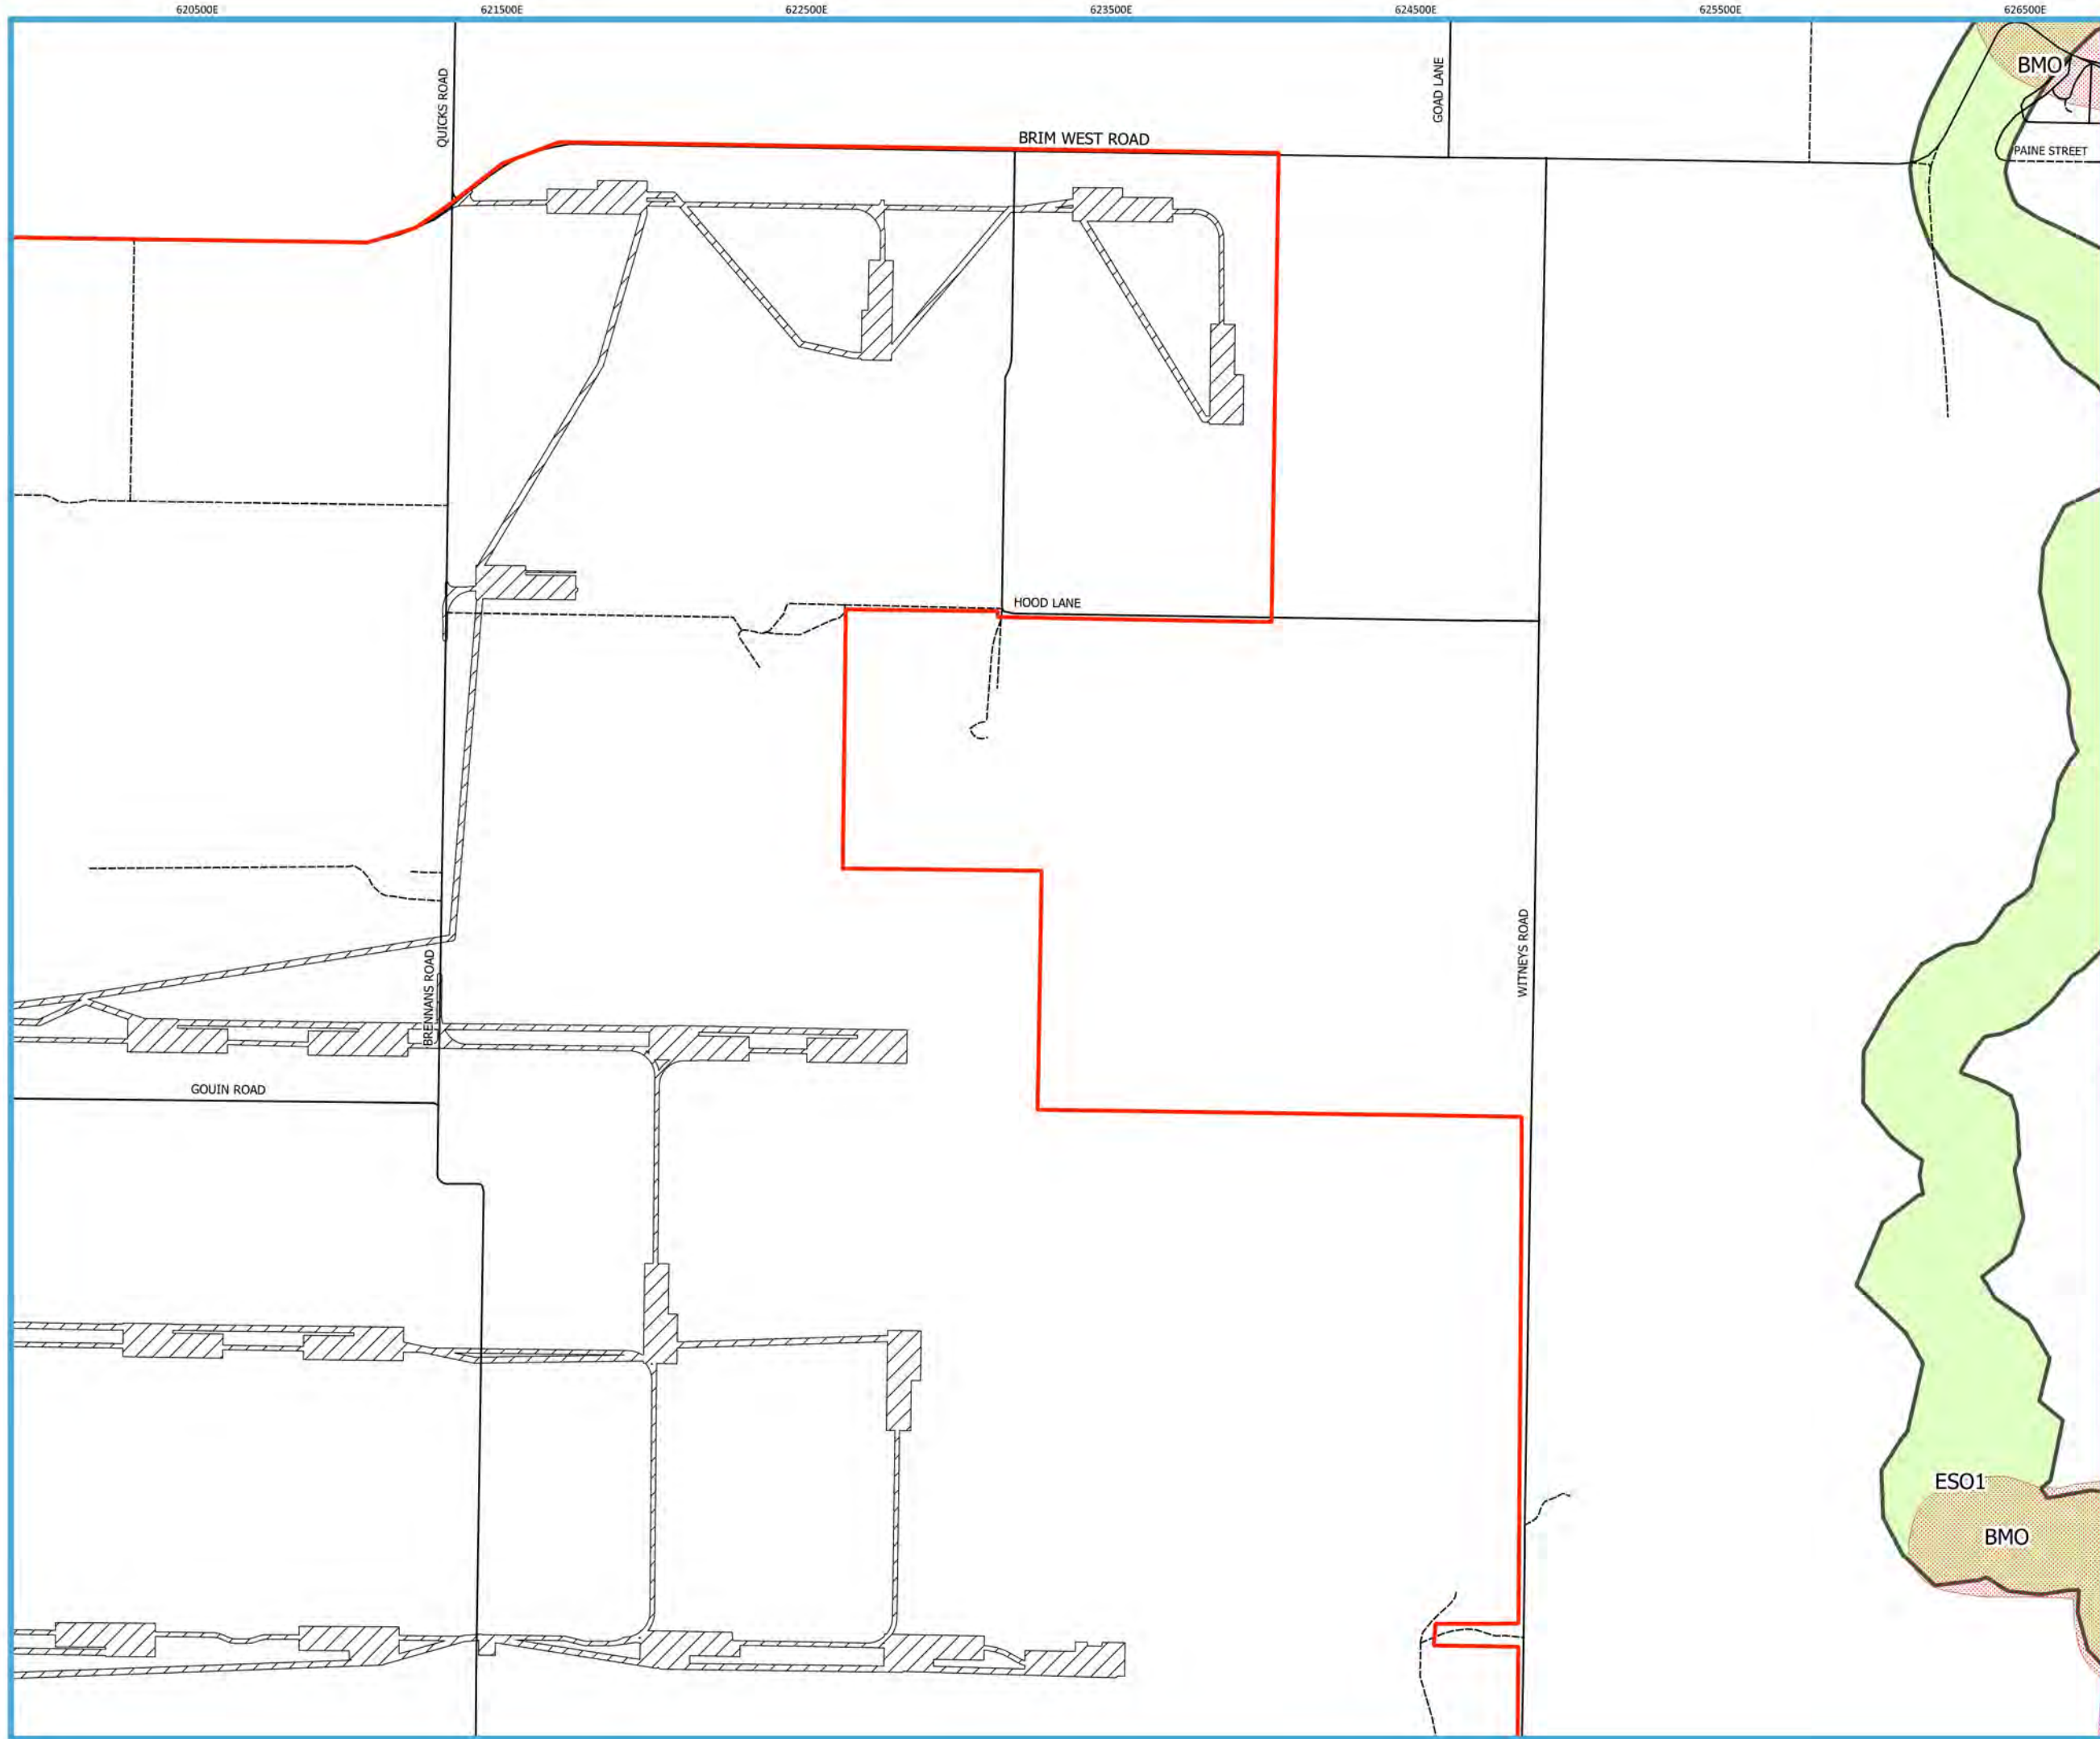 620500E
621500E
622500E
623500E
624500E
625500E
626500E
QUICKS ROAD
GOAD LANE
BMO
BRIM WEST ROAD
PAINE STREET
HOOD LANE
WITNEYS ROAD
BRENNANS ROAD
GOUIN ROAD
ESO1
BMO